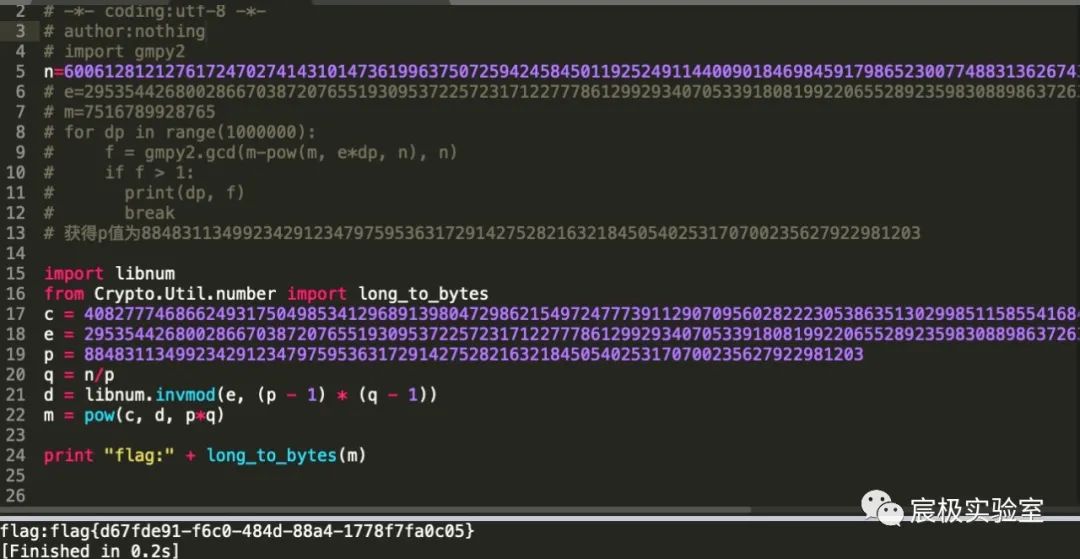 2 # -*- coding:utf-8 -*-
3 # author:nothing
4 # import gmpy2
5 n=6006128121276172470274143101473619963750725942458450119252491144009018469845917986523007748831362674
6 # e=29535442680028667038720765519309537225723171227778612992934070533918081992206552892359830889863726
7 # m=7516789928765
8 # for dp in range(1000000):
9 #     f = gmpy2.gcd(m-pow(m, e*dp, n), n)
10 #     if f > 1:
11 #       print(dp, f)
12 #       break
13 # 获得p值为88483113499234291234797595363172914275282163218450540253170700235627922981203
14
15 import libnum
16 from Crypto.Util.number import long_to_bytes
17 c = 40827774686624931750498534129689139804729862154972477739112907095602822230538635130299851158554168
18 e = 29535442680028667038720765519309537225723171227778612992934070533918081992206552892359830889863726
19 p = 88483113499234291234797595363172914275282163218450540253170700235627922981203
20 q = n/p
21 d = libnum.invmod(e, (p - 1) * (q - 1))
22 m = pow(c, d, p*q)
23
24 print "flag:" + long_to_bytes(m)
25
26
宸极实验室
flag:flag{d67fde91-f6c0-484d-88a4-1778f7fa0c05}
[Finished in 0.2s]